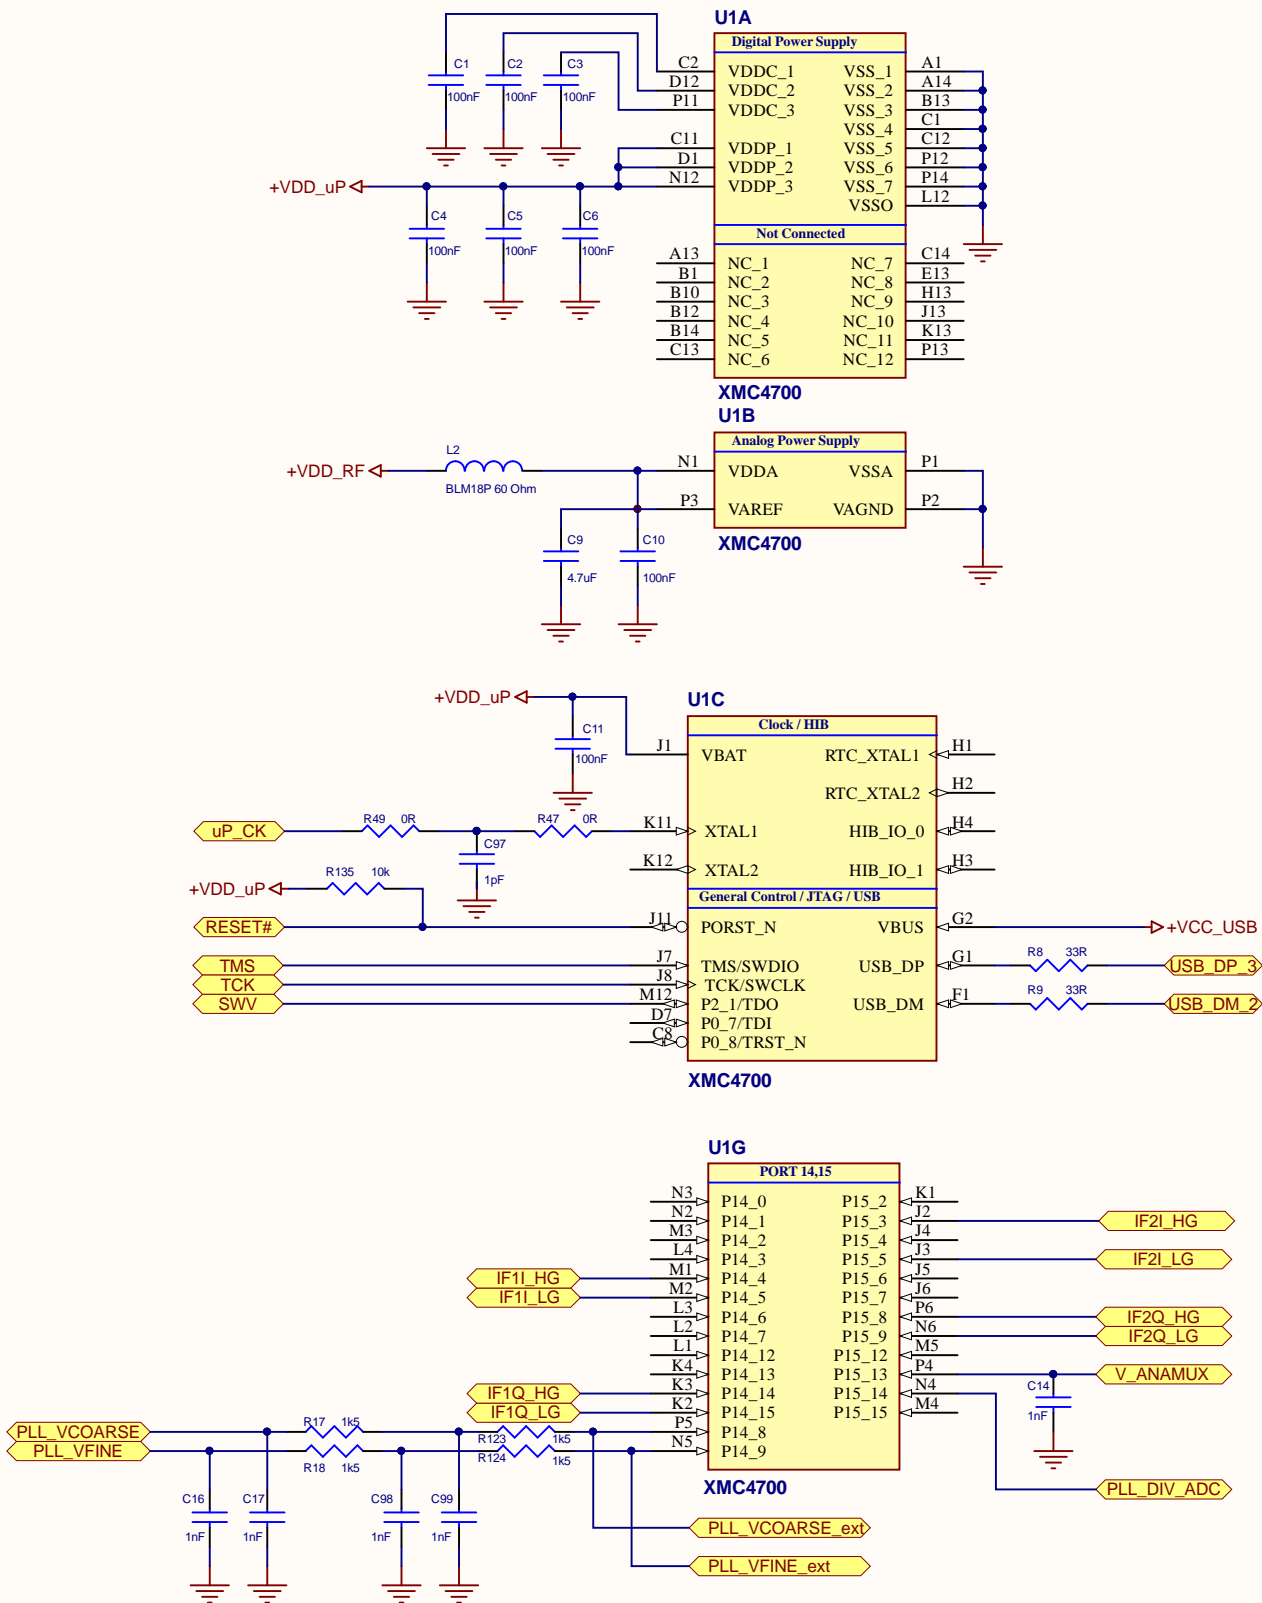 U1A
Digital Power Supply
C1 100nF
C2 100nF
C3 100nF
C2 VDDC_1 VSS_1 A1
D12 VDDC_2 VSS_2 A14
P11 VDDC_3 VSS_3 B13
VSS_4 C1
C11 VDDP_1 VSS_5 C12
D1 VDDP_2 VSS_6 P12
+VDD_uP N12 VDDP_3 VSS_7 P14
VSSO L12
C4 100nF
C5 100nF
C6 100nF
Not Connected
A13 NC_1 NC_7 C14
B1 NC_2 NC_8 E13
B10 NC_3 NC_9 H13
B12 NC_4 NC_10 J13
B14 NC_5 NC_11 K13
C13 NC_6 NC_12 P13
XMC4700
U1B
Analog Power Supply
L2
+VDD_RF N1 VDDA VSSA P1
BLM18P 60 Ohm
P3 VAREF VAGND P2
C9 4.7uF
C10 100nF
XMC4700
+VDD_uP
U1C
Clock / HIB
C11 100nF
J1 VBAT RTC_XTAL1 H1
RTC_XTAL2 H2
uP_CK R49 0R R47 0R K11 XTAL1 HIB_IO_0 H4
C97 1pF
K12 XTAL2 HIB_IO_1 H3
+VDD_uP R135 10k
General Control / JTAG / USB
RESET# J11 PORST_N VBUS G2 +VCC_USB
TMS J7 TMS/SWDIO USB_DP G1 R8 33R USB_DP_3
TCK J8 TCK/SWCLK
SWV M12 P2_1/TDO USB_DM F1 R9 33R USB_DM_2
D7 P0_7/TDI
C8 P0_8/TRST_N
XMC4700
U1G
PORT 14,15
N3 P14_0 P15_2 K1
N2 P14_1 P15_3 J2 IF2I_HG
M3 P14_2 P15_4 J4
L4 P14_3 P15_5 J3 IF2I_LG
IF1I_HG M1 P14_4 P15_6 J5
IF1I_LG M2 P14_5 P15_7 J6
L3 P14_6 P15_8 P6 IF2Q_HG
L2 P14_7 P15_9 N6 IF2Q_LG
L1 P14_12 P15_12 M5
K4 P14_13 P15_13 P4 V_ANAMUX
IF1Q_HG K3 P14_14 P15_14 N4
IF1Q_LG K2 P14_15 P15_15 M4
C14 1nF
PLL_VCOARSE R17 1k5 R123 1k5 P5 P14_8
PLL_VFINE R18 1k5 R124 1k5 N5 P14_9
XMC4700
PLL_DIV_ADC
C16 1nF
C17 1nF
C98 1nF
C99 1nF
PLL_VCOARSE_ext
PLL_VFINE_ext